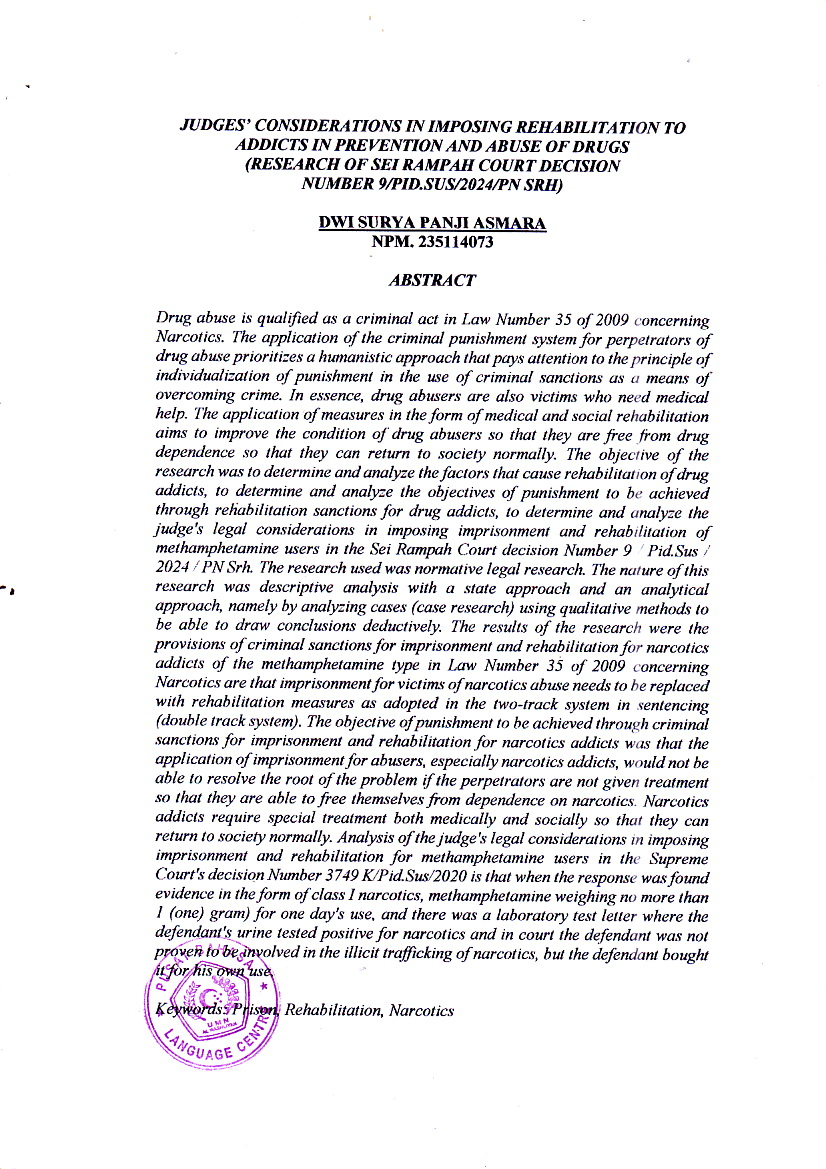 JUDGES' CONSIDERATIONS IN IMPOSING REHABILITATION TO
ADDICTS IN PREVENTION AND ABUSE OF DRUGS
(RESEARCH OF SEI RAMPAH COURT DECISION
NUMBER 9/PID.SUS/2024/PN SRH)
DWI SURYA PANJI ASMARA
NPM. 235114073
ABSTRACT
Drug abuse is qualified as a criminal act in Law Number 35 of 2009 concerning
Narcotics. The application of the criminal punishment system for perpetrators of
drug abuse prioritizes a humanistic approach that pays attention to the principle of
individualization of punishment in the use of criminal sanctions as a means of
overcoming crime. In essence, drug abusers are also victims who need medical
help. The application of measures in the form of medical and social rehabilitation
aims to improve the condition of drug abusers so that they are free from drug
dependence so that they can return to society normally. The objective of the
research was to determine and analyze the factors that cause rehabilitation of drug
addicts, to determine and analyze the objectives of punishment to be achieved
through rehabilitation sanctions for drug addicts, to determine and analyze the
judge's legal considerations in imposing imprisonment and rehabilitation of
methamphetamine users in the Sei Rampah Court decision Number 9 / Pid.Sus /
2024 / PN Srh. The research used was normative legal research. The nature of this
research was descriptive analysis with a state approach and an analytical
approach, namely by analyzing cases (case research) using qualitative methods to
be able to draw conclusions deductively. The results of the research were the
provisions of criminal sanctions for imprisonment and rehabilitation for narcotics
addicts of the methamphetamine type in Law Number 35 of 2009 concerning
Narcotics are that imprisonment for victims of narcotics abuse needs to be replaced
with rehabilitation measures as adopted in the two-track system in sentencing
(double track system). The objective of punishment to be achieved through criminal
sanctions for imprisonment and rehabilitation for narcotics addicts was that the
application of imprisonment for abusers, especially narcotics addicts, would not be
able to resolve the root of the problem if the perpetrators are not given treatment
so that they are able to free themselves from dependence on narcotics. Narcotics
addicts require special treatment both medically and socially so that they can
return to society normally. Analysis of the judge's legal considerations in imposing
imprisonment and rehabilitation for methamphetamine users in the Supreme
Court's decision Number 3749 K/Pid.Sus/2020 is that when the response was found
evidence in the form of class I narcotics, methamphetamine weighing no more than
1 (one) gram) for one day's use, and there was a laboratory test letter where the
defendant's urine tested positive for narcotics and in court the defendant was not
proven to be involved in the illicit trafficking of narcotics, but the defendant bought
it for his own use.
Keywords: Prison, Rehabilitation, Narcotics
UMN
LANGUAGE CENTRE